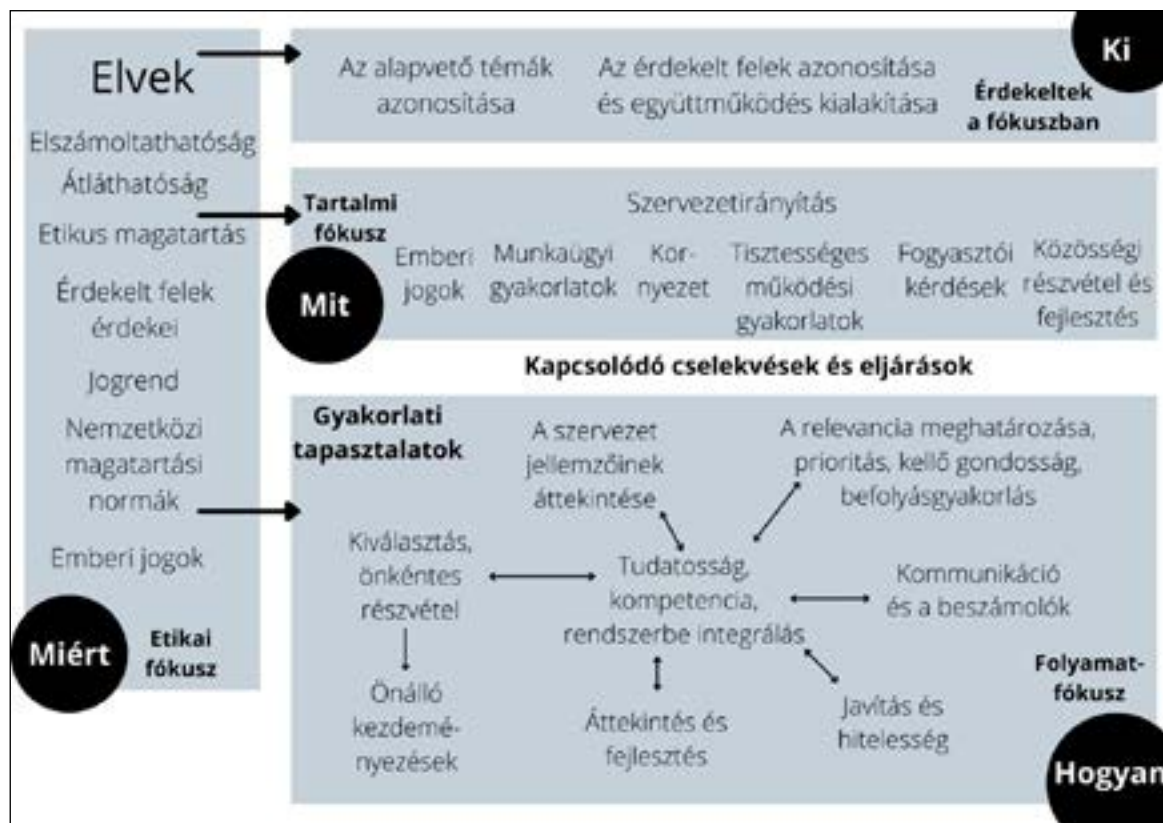 Elvek
Elszámoltathatóság
Átláthatóság
Etikus magatartás
Érdekelt felek
érdekei
Jogrend
Nemzetközi
magatartási
normák
Emberi jogok
Miért
Etikai
fókusz
Az alapvető témák
azonosítása
Az érdekelt felek azonosítása
és együttműködés kialakítása
Ki
Érdekeltek
a fókuszban
Tartalmi
fókusz
Mit
Szervezetirányítás
Emberi
jogok
Munkaügyi
gyakorlatok
Kör-
nyezet
Tisztességes
működési
gyakorlatok
Fogyasztói
kérdések
Közösségi
részvétel és
fejlesztés
Kapcsolódó cselekvések és eljárások
Gyakorlati
tapasztalatok
A szervezet
jellemzőinek
áttekintése
A relevancia meghatározása,
prioritás, kellő gondosság,
befolyásgyakorlás
Kiválasztás,
önkéntes
részvétel
Tudatosság,
kompetencia,
rendszerbe integrálás
Kommunikáció
és a beszámolók
Önálló
kezdemé-
nyezések
Áttekintés és
fejlesztés
Javítás és
hitelesség
Folyamat-
fókusz
Hogyan